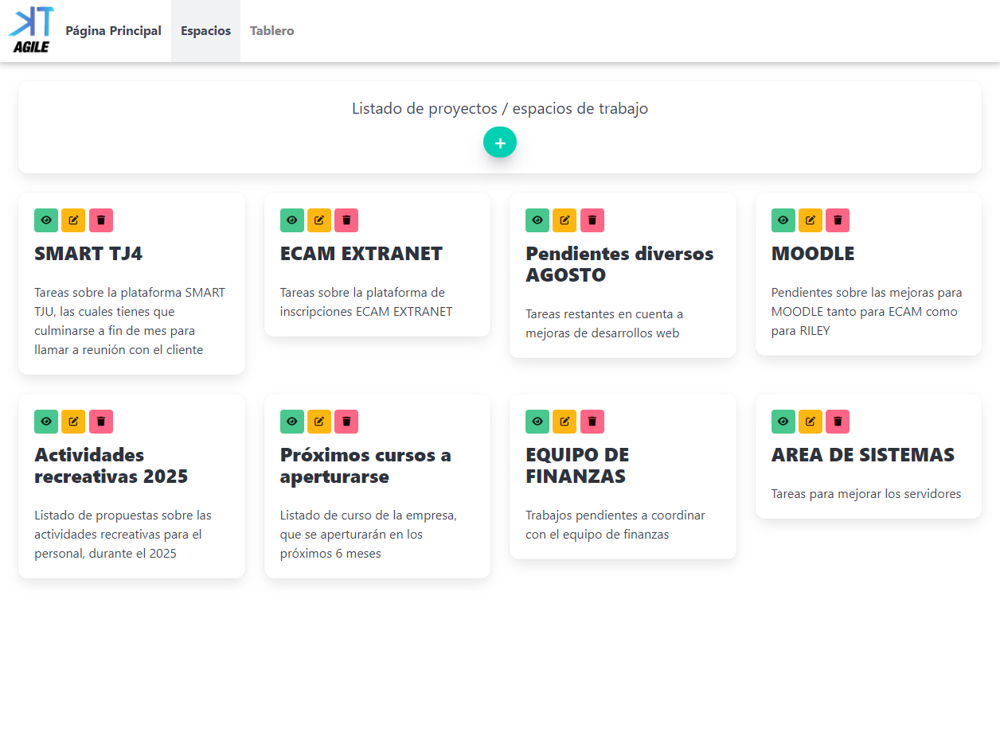 KT
AGILE
Página Principal
Espacios
Tablero
Listado de proyectos / espacios de trabajo
+
SMART TJ4
Tareas sobre la plataforma SMART
TJU, las cuales tienes que
culminarse a fin de mes para
llamar a reunión con el cliente
ECAM EXTRANET
Tareas sobre la plataforma de
inscripciones ECAM EXTRANET
Pendientes diversos
AGOSTO
Tareas restantes en cuenta a
mejoras de desarrollos web
MOODLE
Pendientes sobre las mejoras para
MOODLE tanto para ECAM como
para RILEY
Actividades
recreativas 2025
Listado de propuestas sobre las
actividades recreativas para el
personal, durante el 2025
Próximos cursos a
aperturarse
Listado de curso de la empresa,
que se aperturarán en los
próximos 6 meses
EQUIPO DE
FINANZAS
Trabajos pendientes a coordinar
con el equipo de finanzas
AREA DE SISTEMAS
Tareas para mejorar los servidores